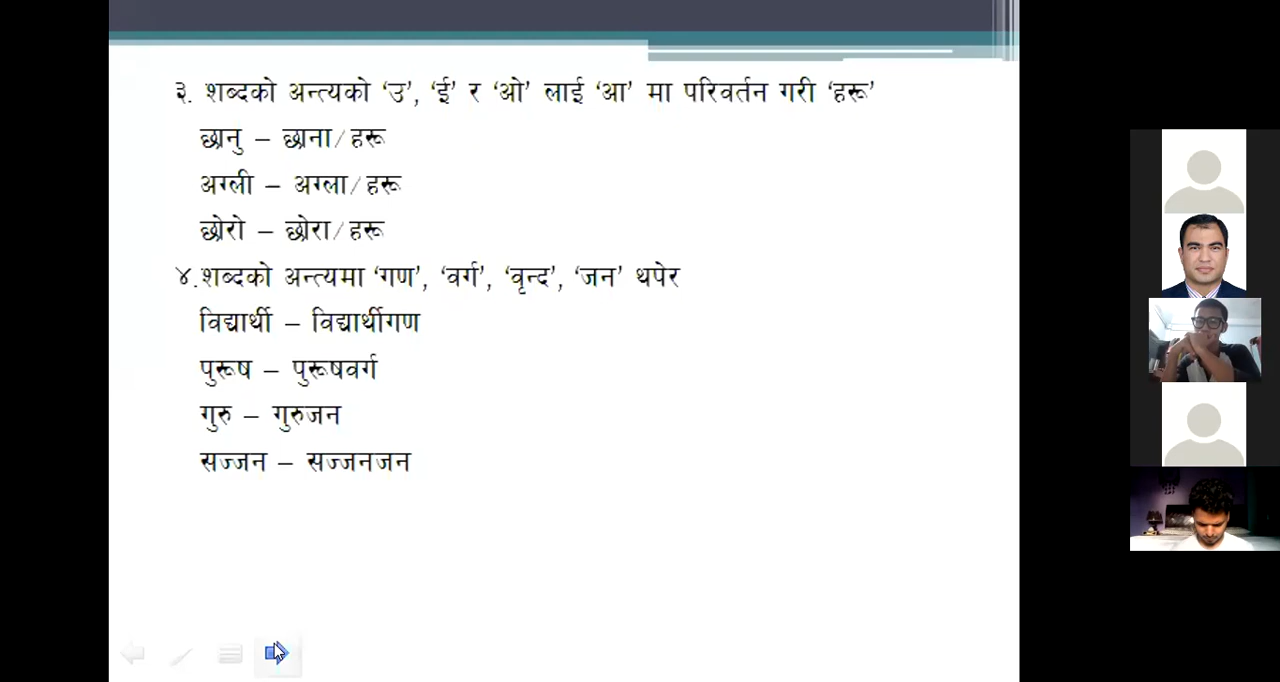 ३. शब्दको अन्त्यको ‘उ’, ‘ई’ र ‘ओ’ लाई ‘आ’ मा परिवर्तन गरी ‘हरू’
छानु – छाना/हरू
अग्ली – अग्ला/हरू
छोरो – छोरा/हरू
४.शब्दको अन्त्यमा ‘गण’, ‘वर्ग’, ‘वृन्द’, ‘जन’ थपेर
विद्यार्थी – विद्यार्थीगण
पुरूष – पुरूषवर्ग
गुरु – गुरुजन
सज्जन – सज्जनजन